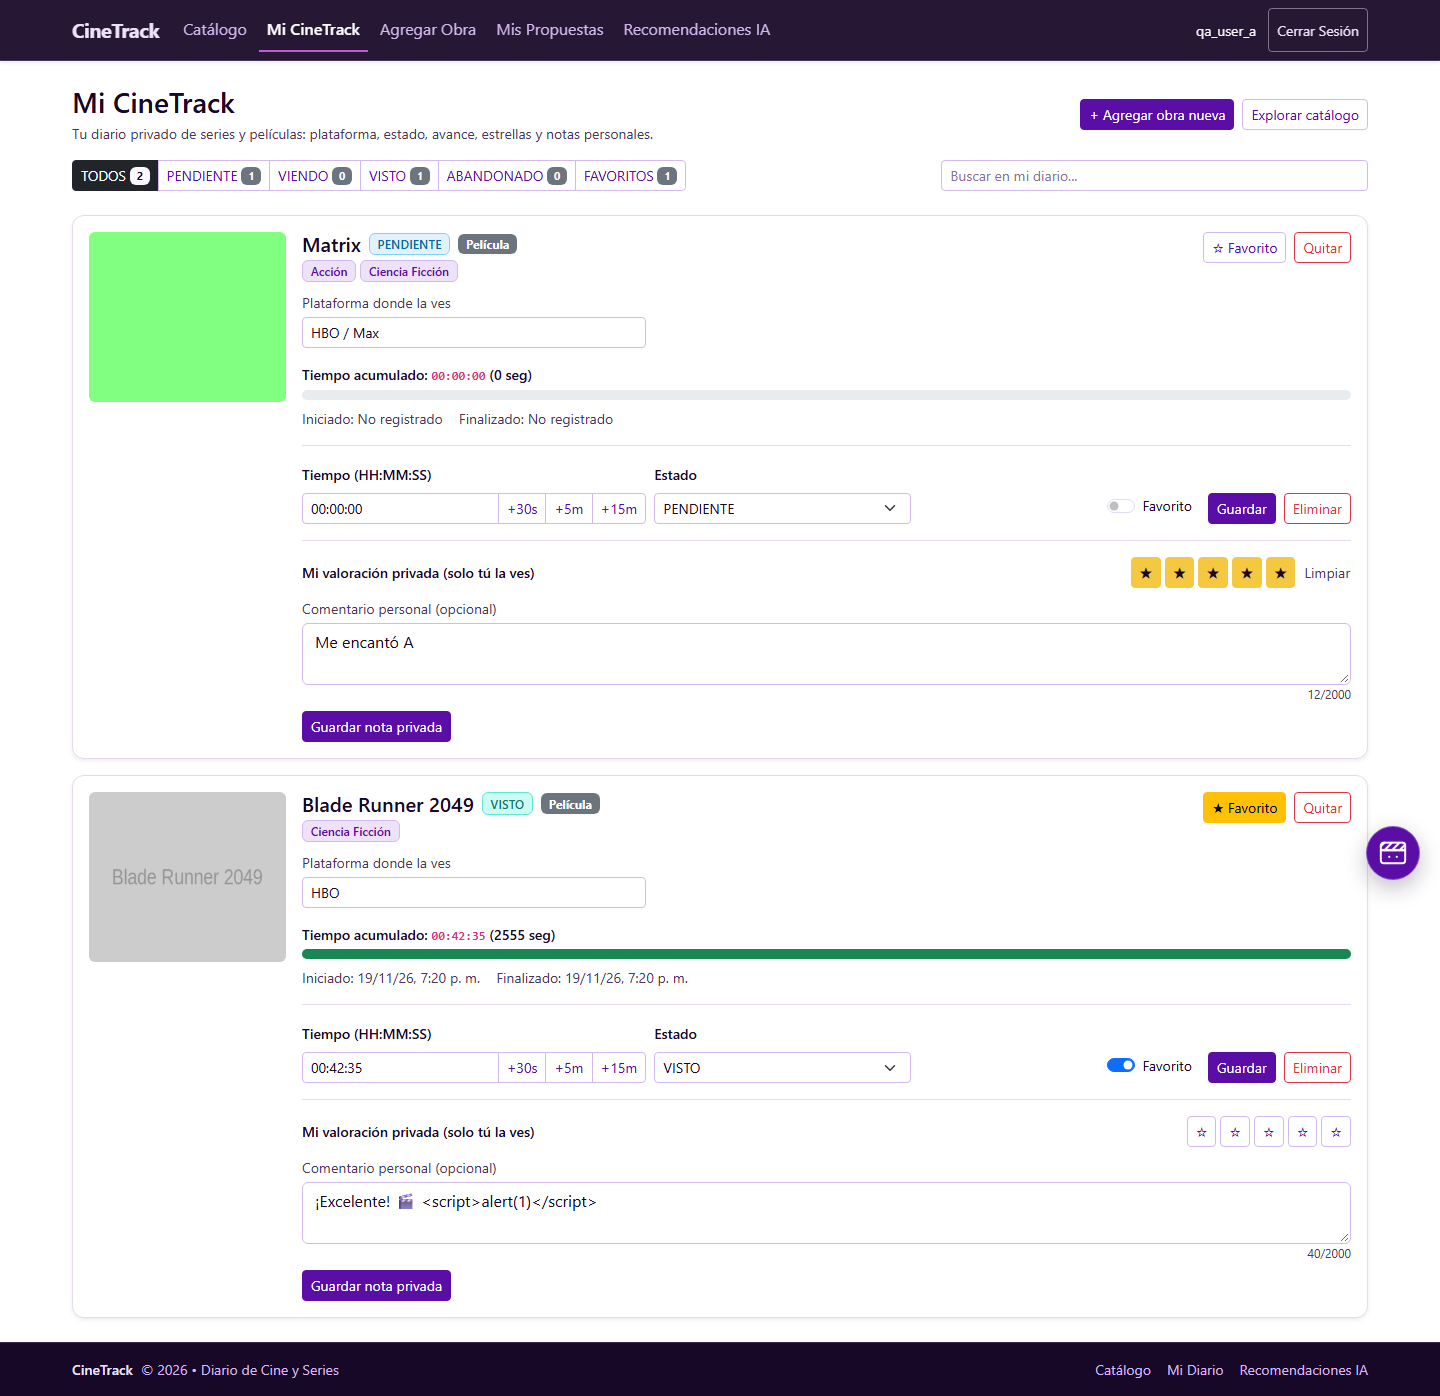 CineTrack Catálogo Mi CineTrack Agregar Obra Mis Propuestas Recomendaciones IA qa_user_a Cerrar Sesión
Mi CineTrack
Tu diario privado de series y películas: plataforma, estado, avance, estrellas y notas personales.
+ Agregar obra nueva Explorar catálogo
TODOS 2 PENDIENTE 1 VIENDO 0 VISTO 1 ABANDONADO 0 FAVORITOS 1 Buscar en mi diario...
Matrix PENDIENTE Película ☆ Favorito Quitar
Acción Ciencia Ficción
Plataforma donde la ves
HBO / Max
Tiempo acumulado: 00:00:00 (0 seg)
Iniciado: No registrado Finalizado: No registrado
Tiempo (HH:MM:SS) Estado
00:00:00 +30s +5m +15m PENDIENTE Favorito Guardar Eliminar
Mi valoración privada (solo tú la ves) ★ ★ ★ ★ ★ Limpiar
Comentario personal (opcional)
Me encantó A
12/2000
Guardar nota privada
Blade Runner 2049
Blade Runner 2049 VISTO Película ★ Favorito Quitar
Ciencia Ficción
Plataforma donde la ves
HBO
Tiempo acumulado: 00:42:35 (2555 seg)
Iniciado: 19/11/26, 7:20 p. m. Finalizado: 19/11/26, 7:20 p. m.
Tiempo (HH:MM:SS) Estado
00:42:35 +30s +5m +15m VISTO Favorito Guardar Eliminar
Mi valoración privada (solo tú la ves) ☆ ☆ ☆ ☆ ☆
Comentario personal (opcional)
¡Excelente! 🎬 <script>alert(1)</script>
40/2000
Guardar nota privada
CineTrack © 2026 • Diario de Cine y Series Catálogo Mi Diario Recomendaciones IA